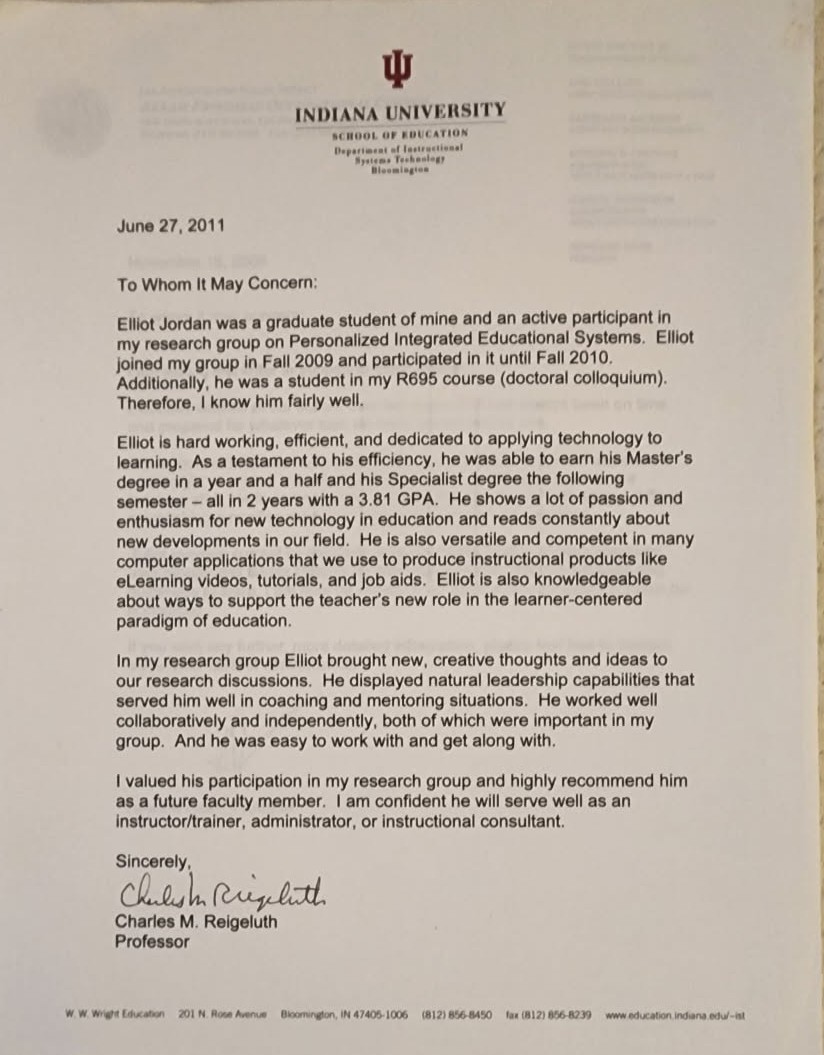 INDIANA UNIVERSITY
SCHOOL OF EDUCATION
Department of Instructional
Systems Technology
Bloomington
June 27, 2011
To Whom It May Concern:
Elliot Jordan was a graduate student of mine and an active participant in
my research group on Personalized Integrated Educational Systems. Elliot
joined my group in Fall 2009 and participated in it until Fall 2010.
Additionally, he was a student in my R695 course (doctoral colloquium).
Therefore, I know him fairly well.
Elliot is hard working, efficient, and dedicated to applying technology to
learning. As a testament to his efficiency, he was able to earn his Master's
degree in a year and a half and his Specialist degree the following
semester – all in 2 years with a 3.81 GPA. He shows a lot of passion and
enthusiasm for new technology in education and reads constantly about
new developments in our field. He is also versatile and competent in many
computer applications that we use to produce instructional products like
eLearning videos, tutorials, and job aids. Elliot is also knowledgeable
about ways to support the teacher's new role in the learner-centered
paradigm of education.
In my research group Elliot brought new, creative thoughts and ideas to
our research discussions. He displayed natural leadership capabilities that
served him well in coaching and mentoring situations. He worked well
collaboratively and independently, both of which were important in my
group. And he was easy to work with and get along with.
I valued his participation in my research group and highly recommend him
as a future faculty member. I am confident he will serve well as an
instructor/trainer, administrator, or instructional consultant.
Sincerely,
Charles M Reigeluth
Charles M. Reigeluth
Professor
W. W. Wright Education 201 N. Rose Avenue Bloomington, IN 47405-1006 (812) 856-8450 fax (812) 856-8239 www.education.indiana.edu/~ist